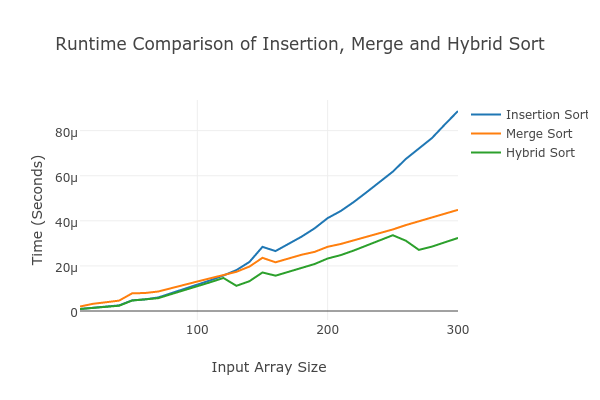 Runtime Comparison of Insertion, Merge and Hybrid Sort
Insertion Sort
Merge Sort
Hybrid Sort
Time (Seconds)
80μ
60μ
40μ
20μ
0
100
200
300
Input Array Size